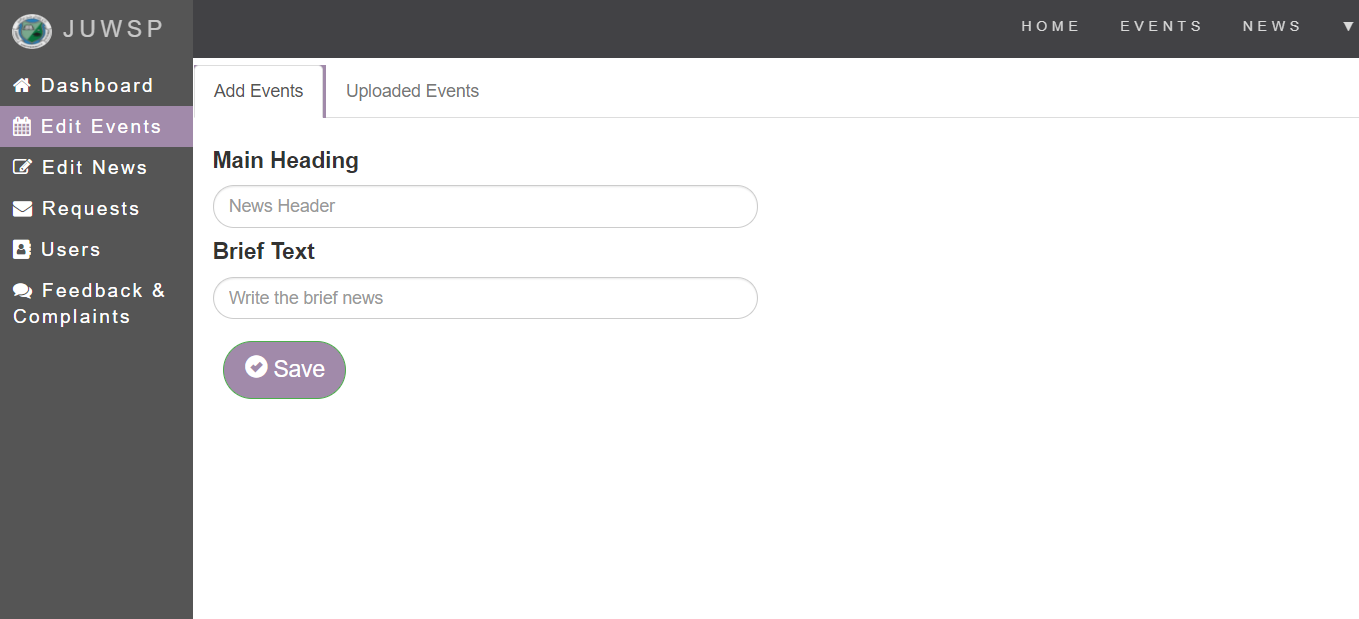 JUWSP
HOME EVENTS NEWS ▼
Dashboard
Edit Events
Edit News
Requests
Users
Feedback &
Complaints
Add Events Uploaded Events
Main Heading
News Header
Brief Text
Write the brief news
Save